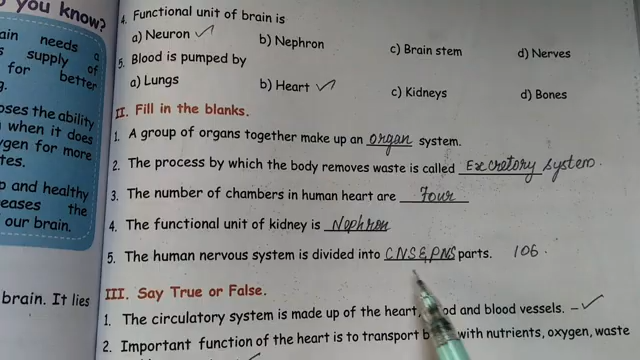 you know?
ain needs a
s supply of
for better
g.
oses the ability
when it does
ygen for more
tes.
p and healthy
eases the
our brain.
brain. It lies
4. Functional unit of brain is
a) Neuron ✓ b) Nephron c) Brain stem d) Nerves
5. Blood is pumped by
a) Lungs b) Heart ✓ c) Kidneys d) Bones
II. Fill in the blanks.
1. A group of organs together make up an organ system.
2. The process by which the body removes waste is called Excretory system.
3. The number of chambers in human heart are Four
4. The functional unit of kidney is Nephron
5. The human nervous system is divided into CNS & PNS parts. 106.
III. Say True or False.
1. The circulatory system is made up of the heart, od and blood vessels. - ✓
2. Important function of the heart is to transport b with nutrients, oxygen, waste